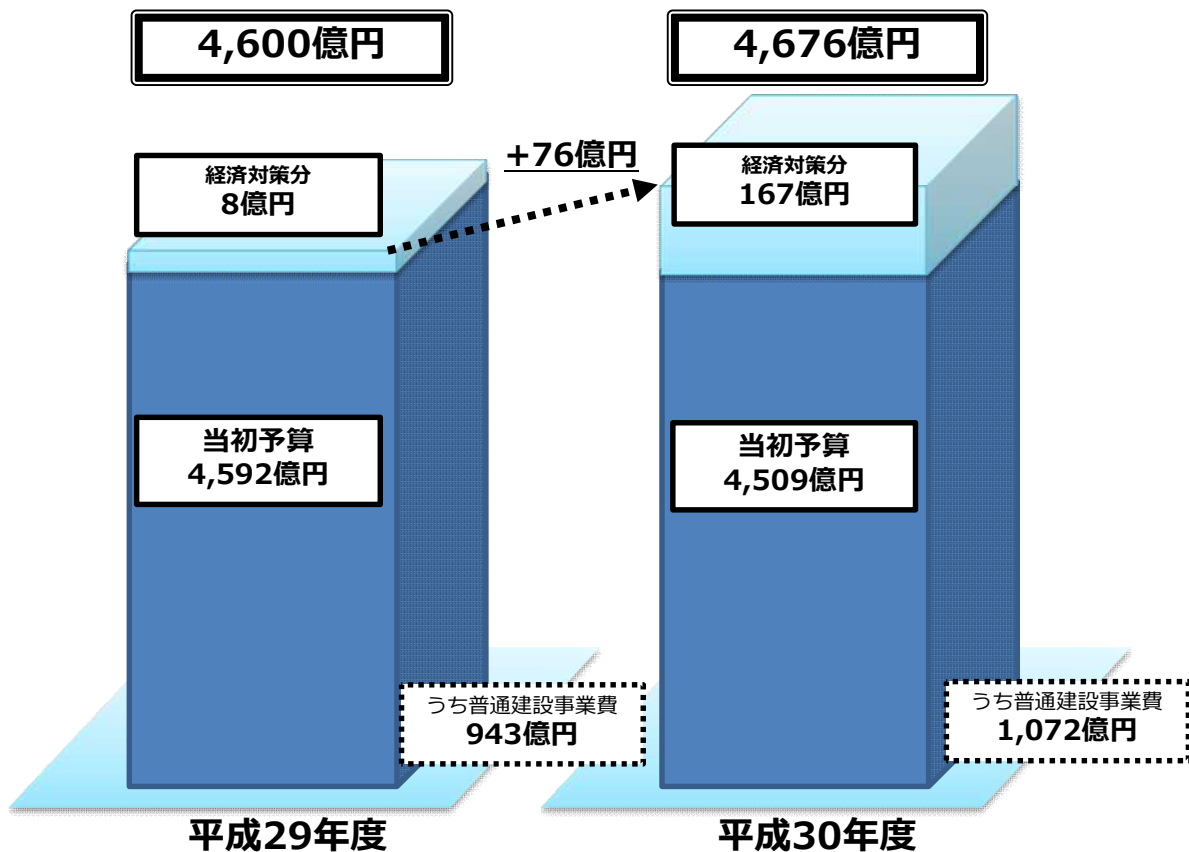 4,600億円
4,676億円
経済対策分
8億円
+76億円
経済対策分
167億円
当初予算
4,592億円
当初予算
4,509億円
うち普通建設事業費
943億円
うち普通建設事業費
1,072億円
平成29年度
平成30年度